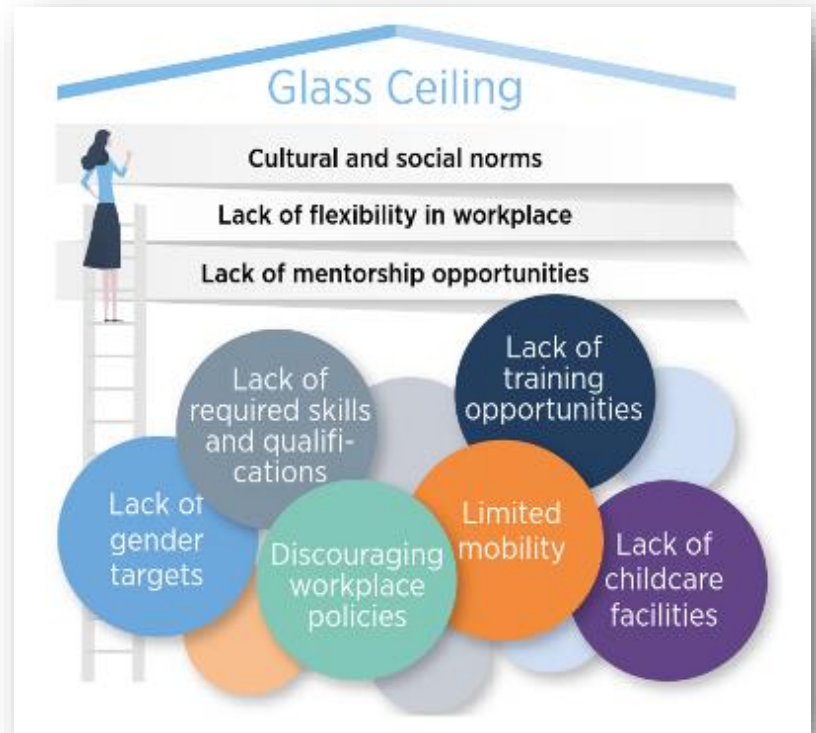 Glass Ceiling
Cultural and social norms
Lack of flexibility in workplace
Lack of mentorship opportunities
Lack of
required skills
and qualifi-
cations
Lack of
training
opportunities
Lack of
gender
targets
Discouraging
workplace
policies
Limited
mobility
Lack of
childcare
facilities